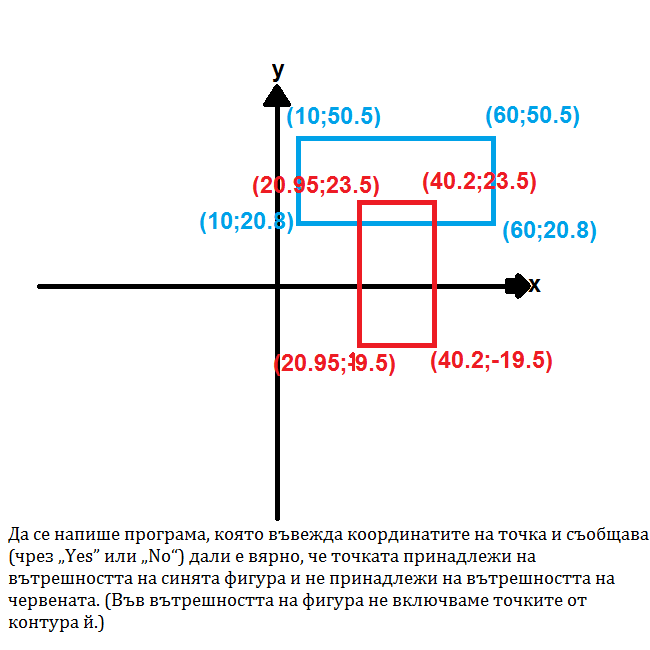 y
(10;50.5) (60;50.5)
(20.95;23.5) (40.2;23.5)
(10;20.8) (60;20.8)
x
(20.95;-19.5) (40.2;-19.5)
Да се напише програма, която въвежда координатите на точка и съобщава
(чрез „Yes” или „No“) дали е вярно, че точката принадлежи на
вътрешността на синята фигура и не принадлежи на вътрешността на
червената. (Във вътрешността на фигура не включваме точките от
контура й.)